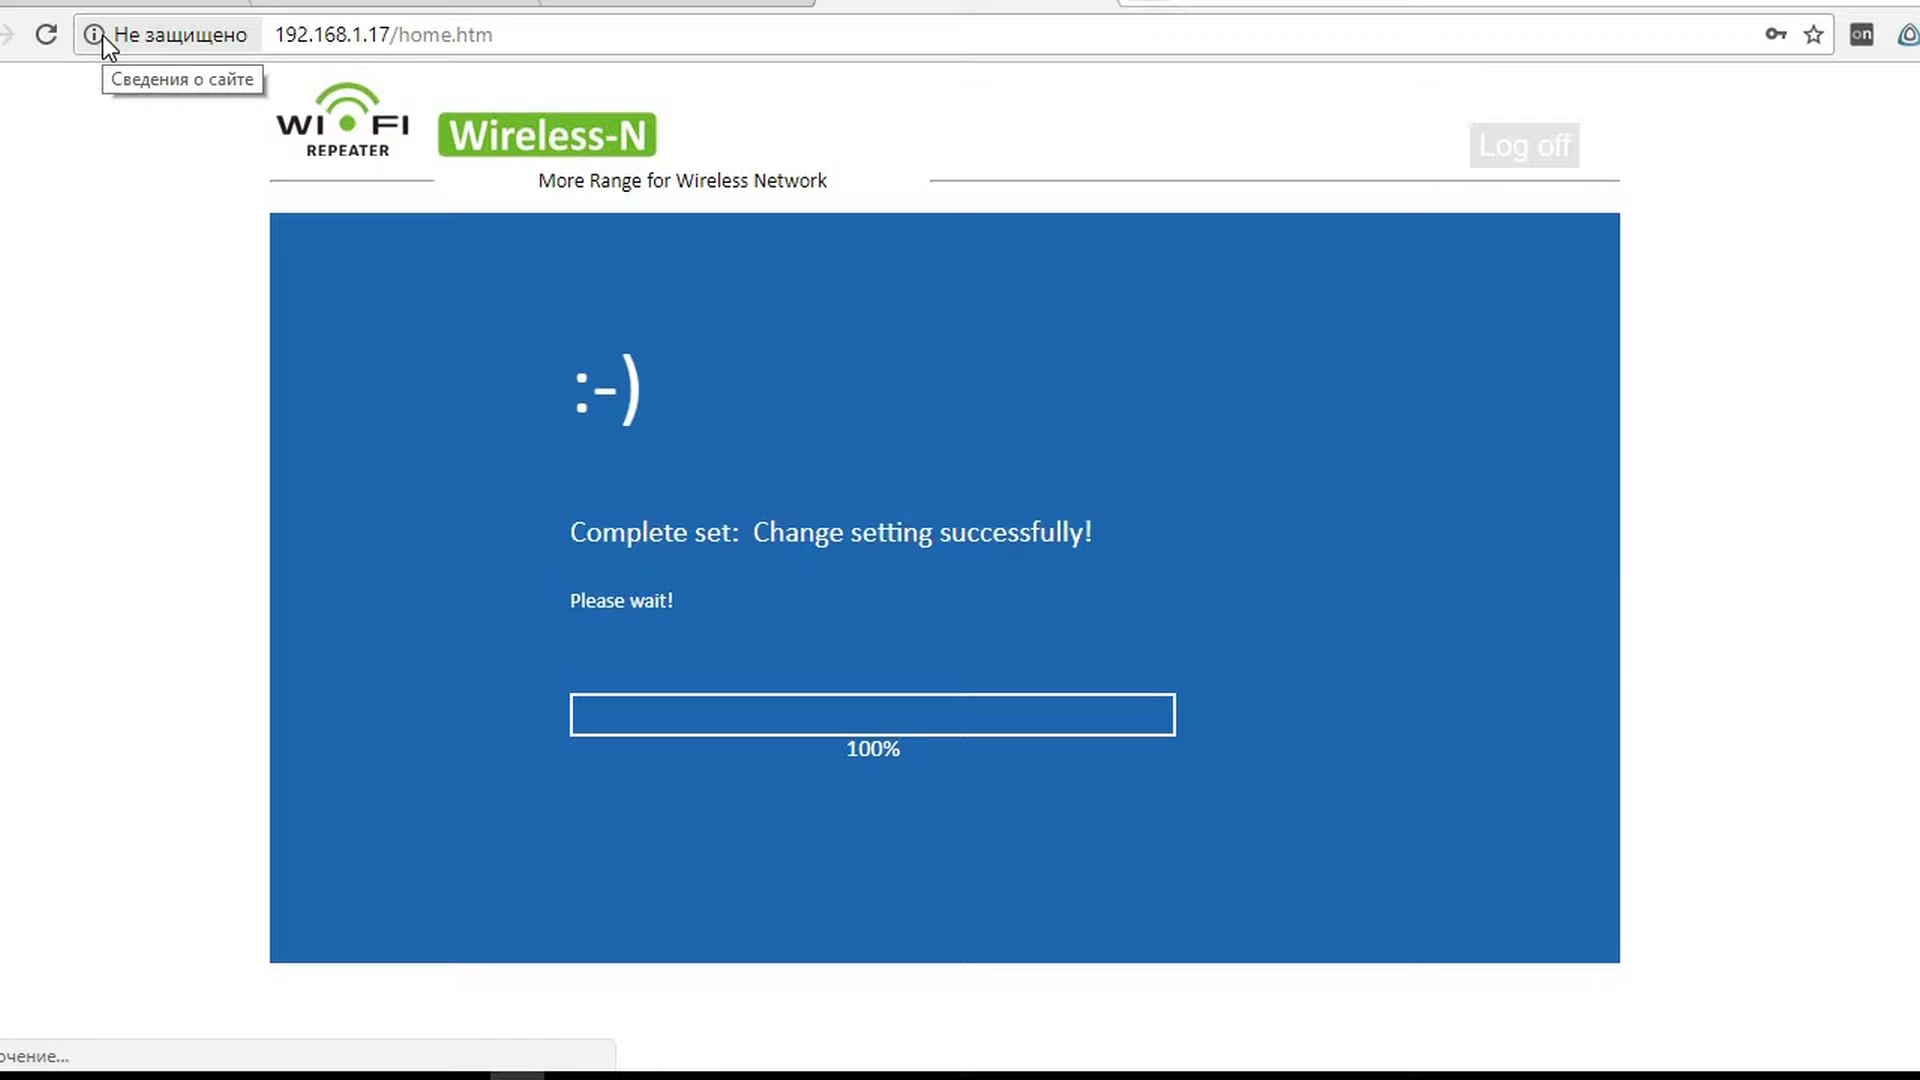 Не защищено 192.168.1.17/home.htm
on
Сведения о сайте
WI FI
REPEATER
Wireless-N
Log off
More Range for Wireless Network
:-)
Complete set: Change setting successfully!
Please wait!
100%
очение...